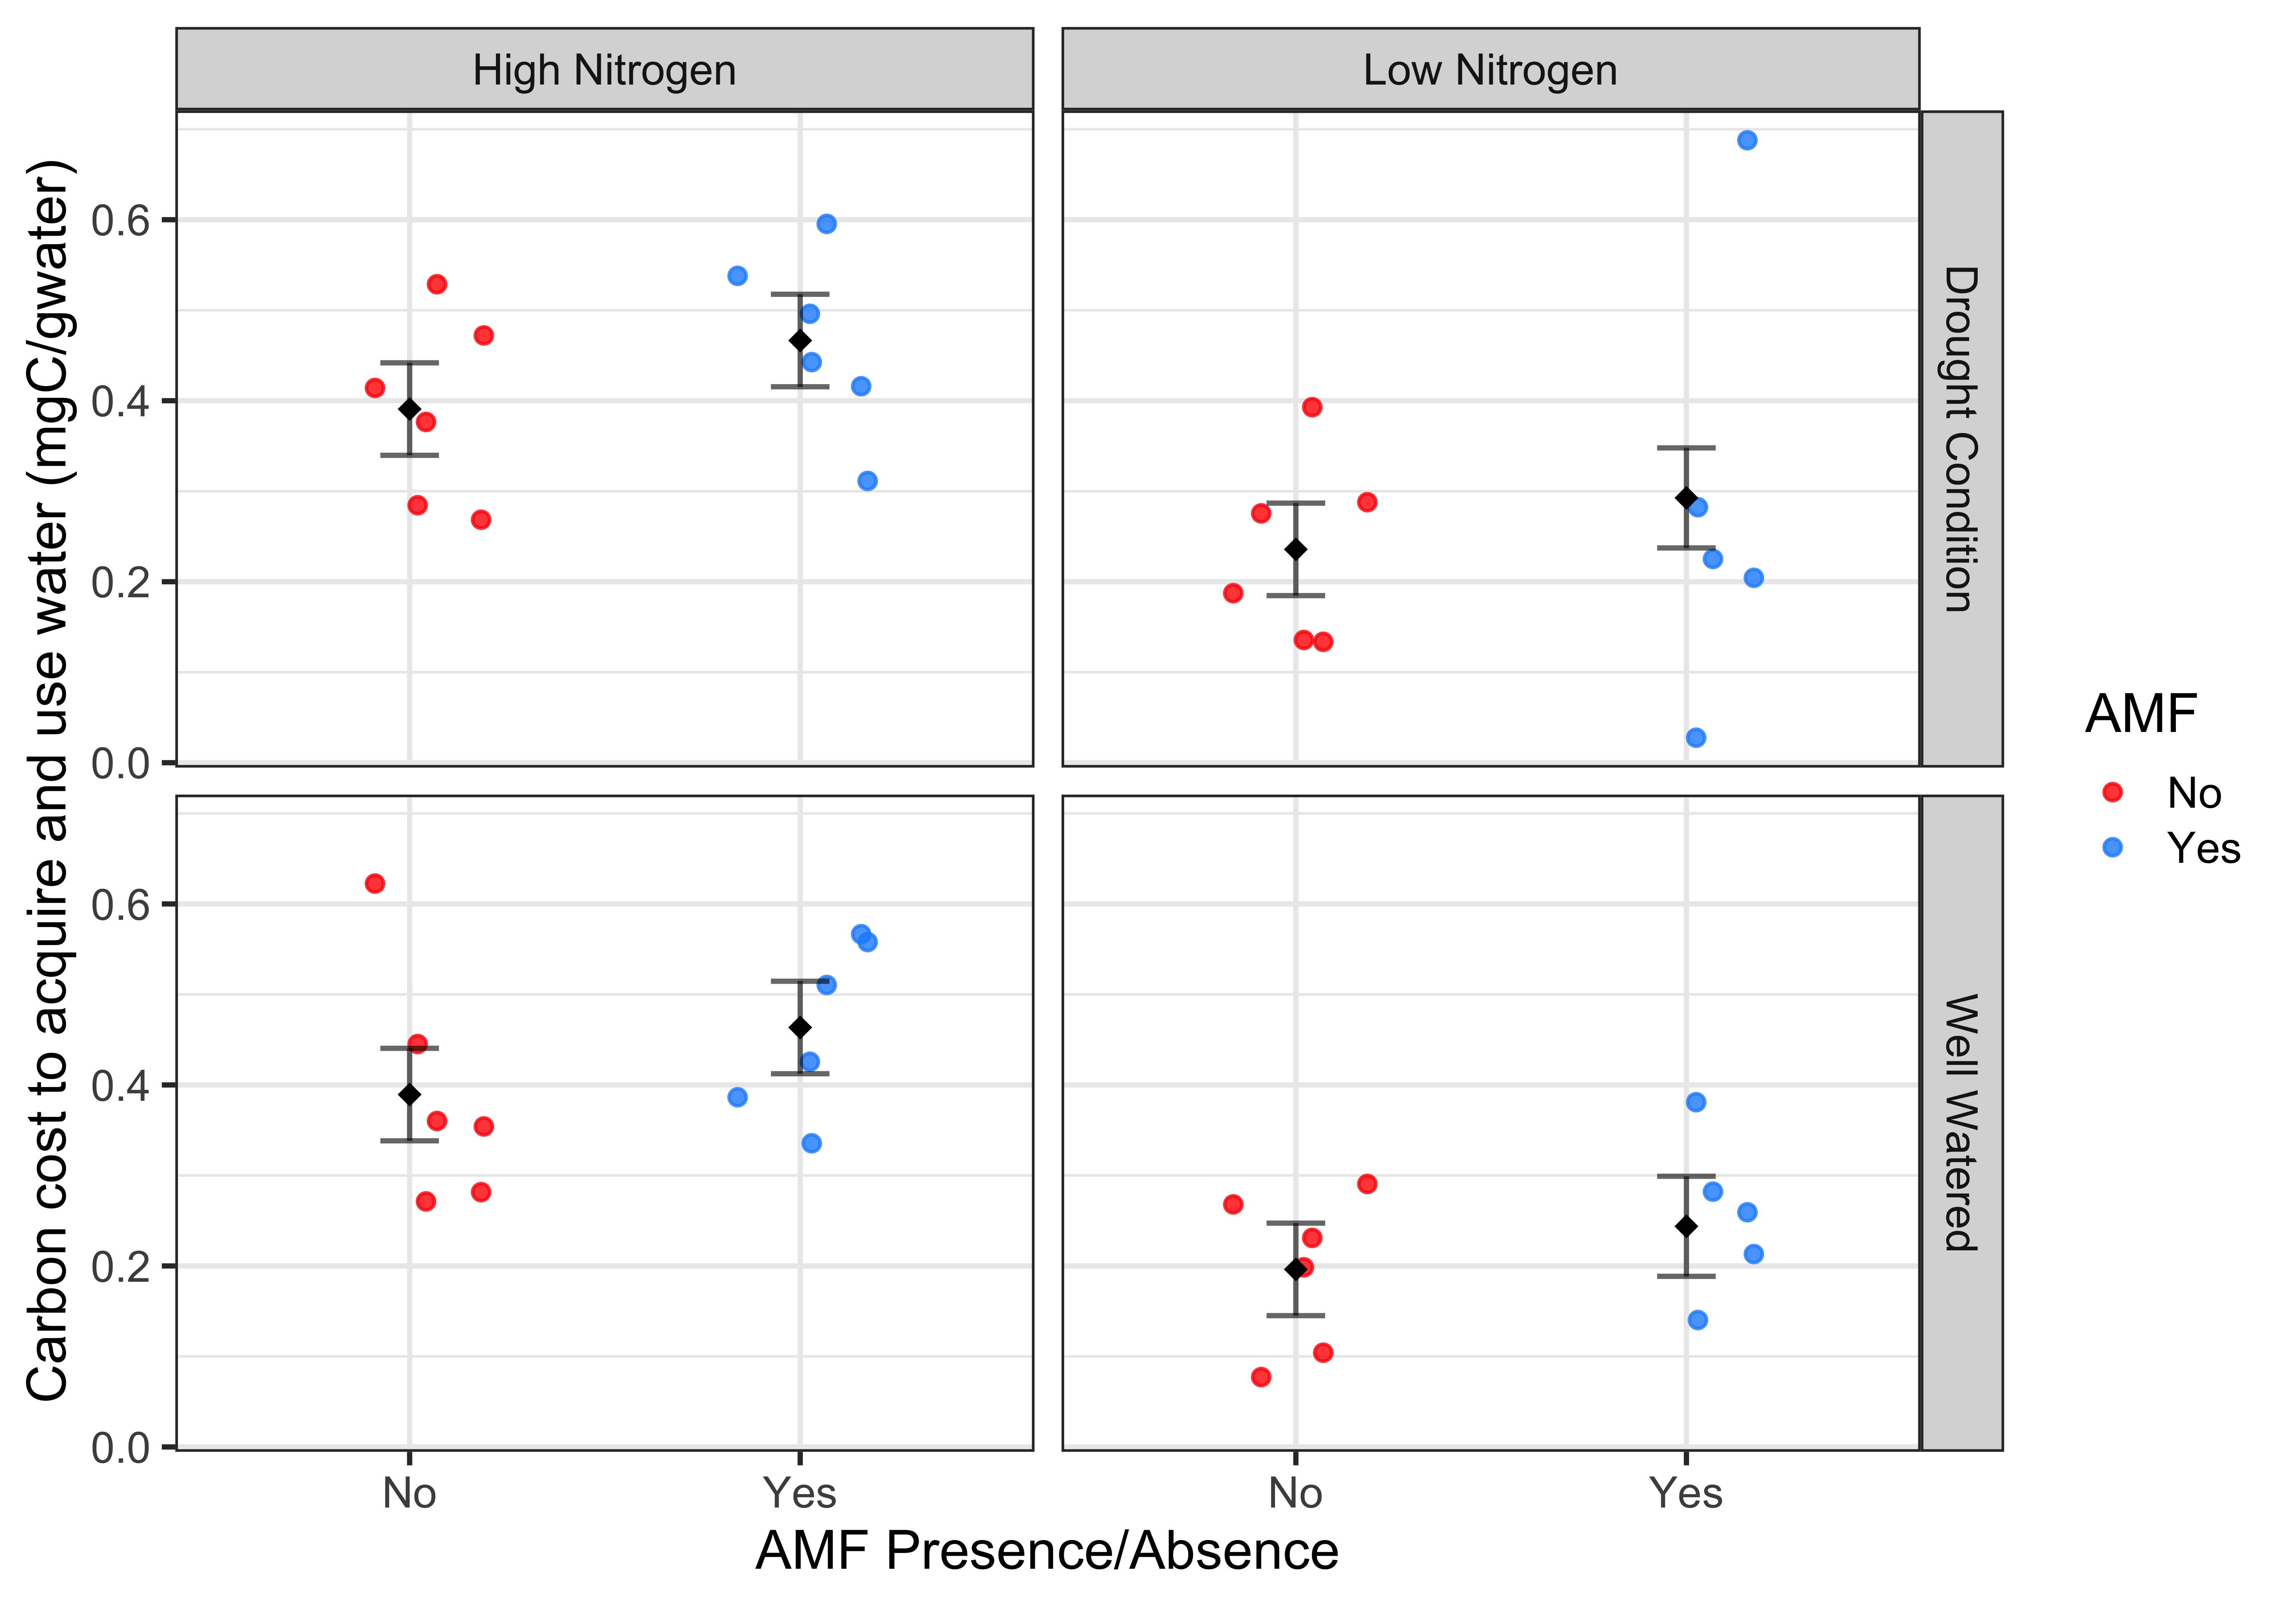 High Nitrogen
Low Nitrogen
Carbon cost to acquire and use water (mgC/gwater)
0.6
0.4
0.2
0.0
Drought Condition
0.6
0.4
0.2
0.0
Well Watered
No
Yes
No
Yes
AMF Presence/Absence
AMF
No
Yes